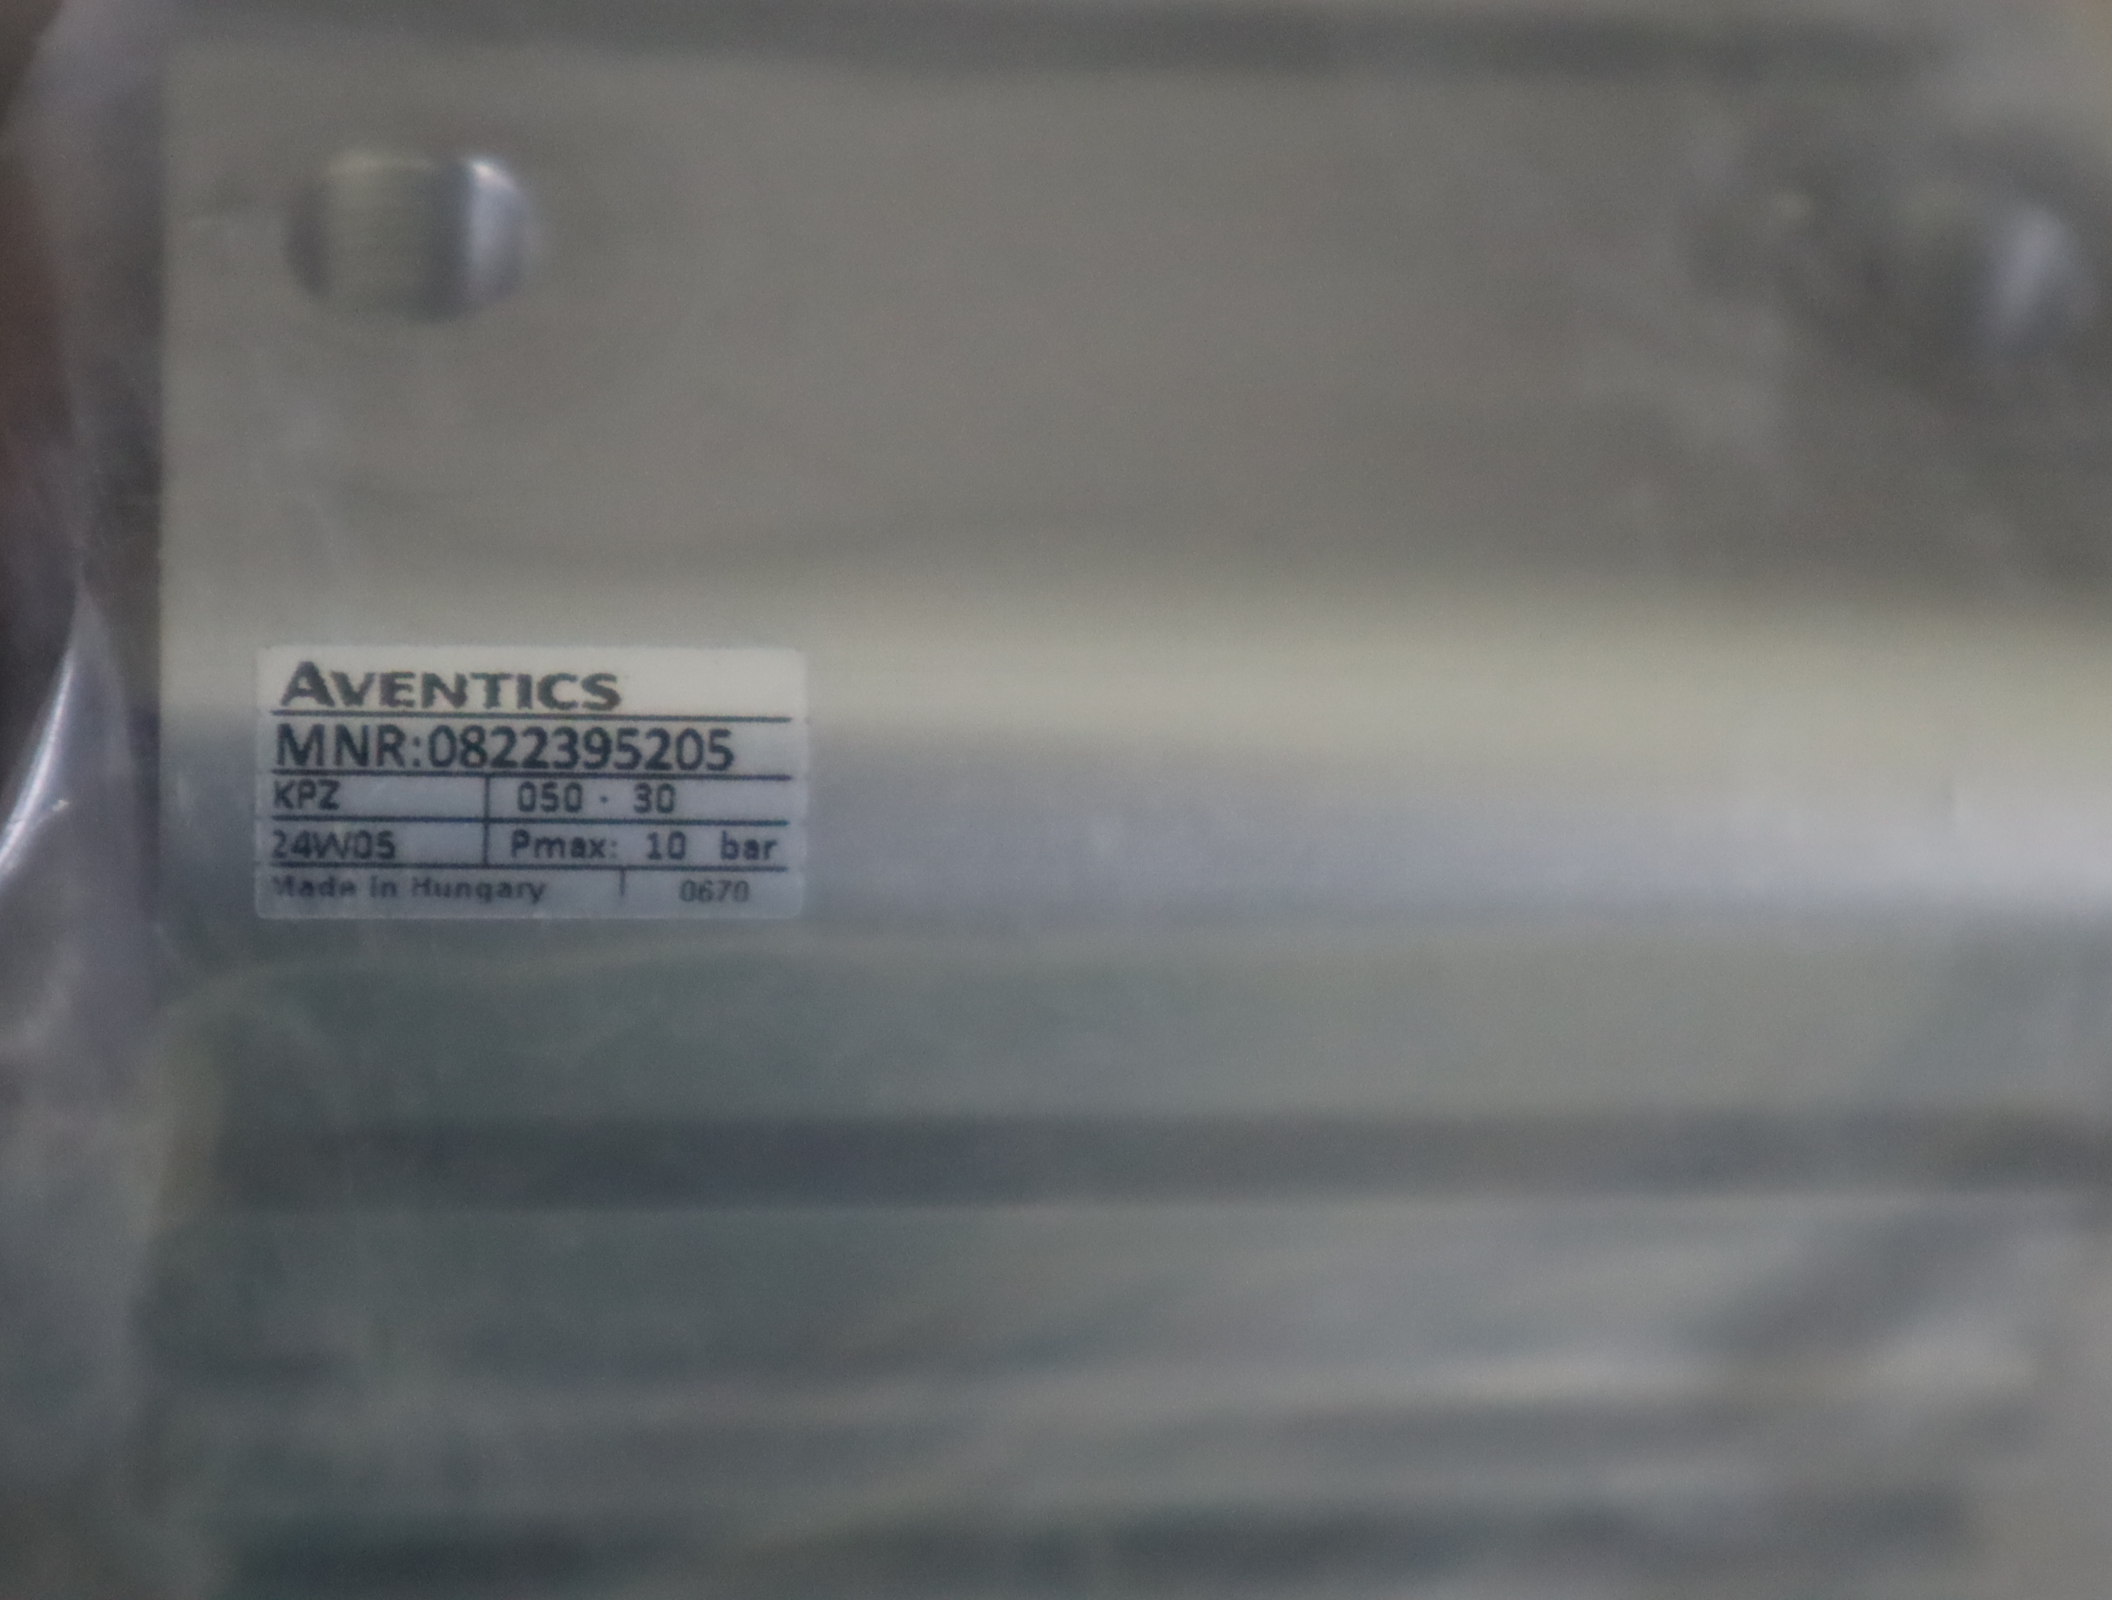 AVENTICS
MNR:0822395205
KPZ 050 - 30
24W05 Pmax: 10 bar
Made in Hungary 0670